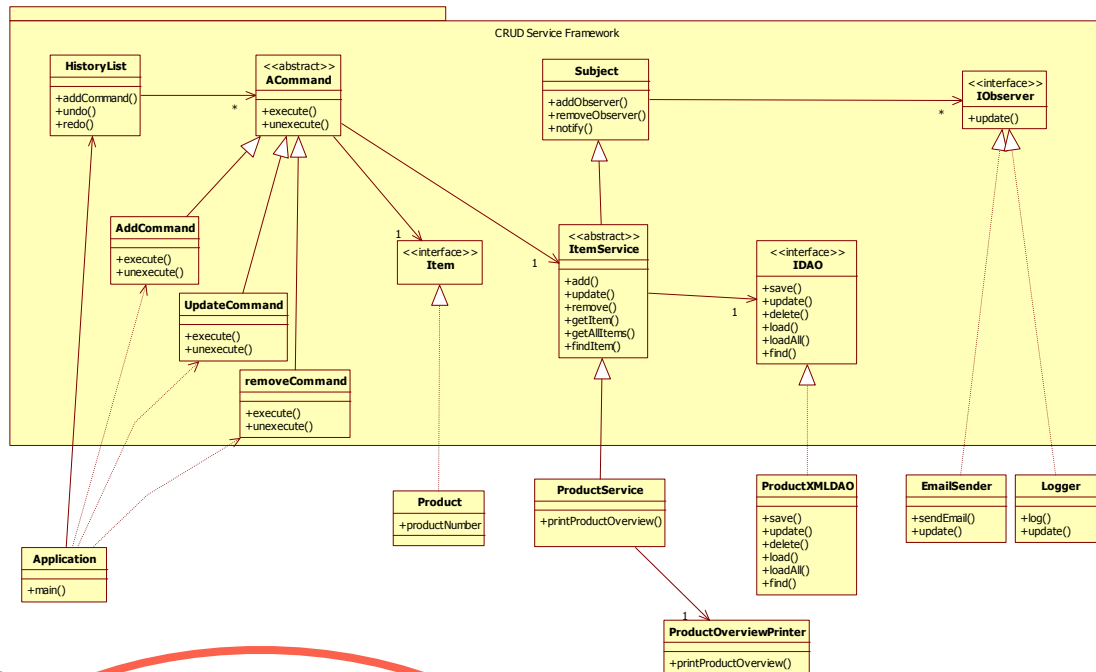 CRUD Service Framework
HistoryList
+addCommand()
+undo()
+redo()
*
<<abstract>>
ACommand
+execute()
+unexecute()
Subject
+addObserver()
+removeObserver()
+notify()
*
<<interface>>
IObserver
+update()
AddCommand
+execute()
+unexecute()
1
<<interface>>
Item
1
<<abstract>>
ItemService
+add()
+update()
+remove()
+getItem()
+getAllItems()
+findItem()
1
<<interface>>
IDAO
+save()
+update()
+delete()
+load()
+loadAll()
+find()
UpdateCommand
+execute()
+unexecute()
removeCommand
+execute()
+unexecute()
Application
+main()
Product
+productNumber
ProductService
+printProductOverview()
ProductXMLDAO
+save()
+update()
+delete()
+load()
+loadAll()
+find()
EmailSender
+sendEmail()
+update()
Logger
+log()
+update()
1
ProductOverviewPrinter
+printProductOverview()